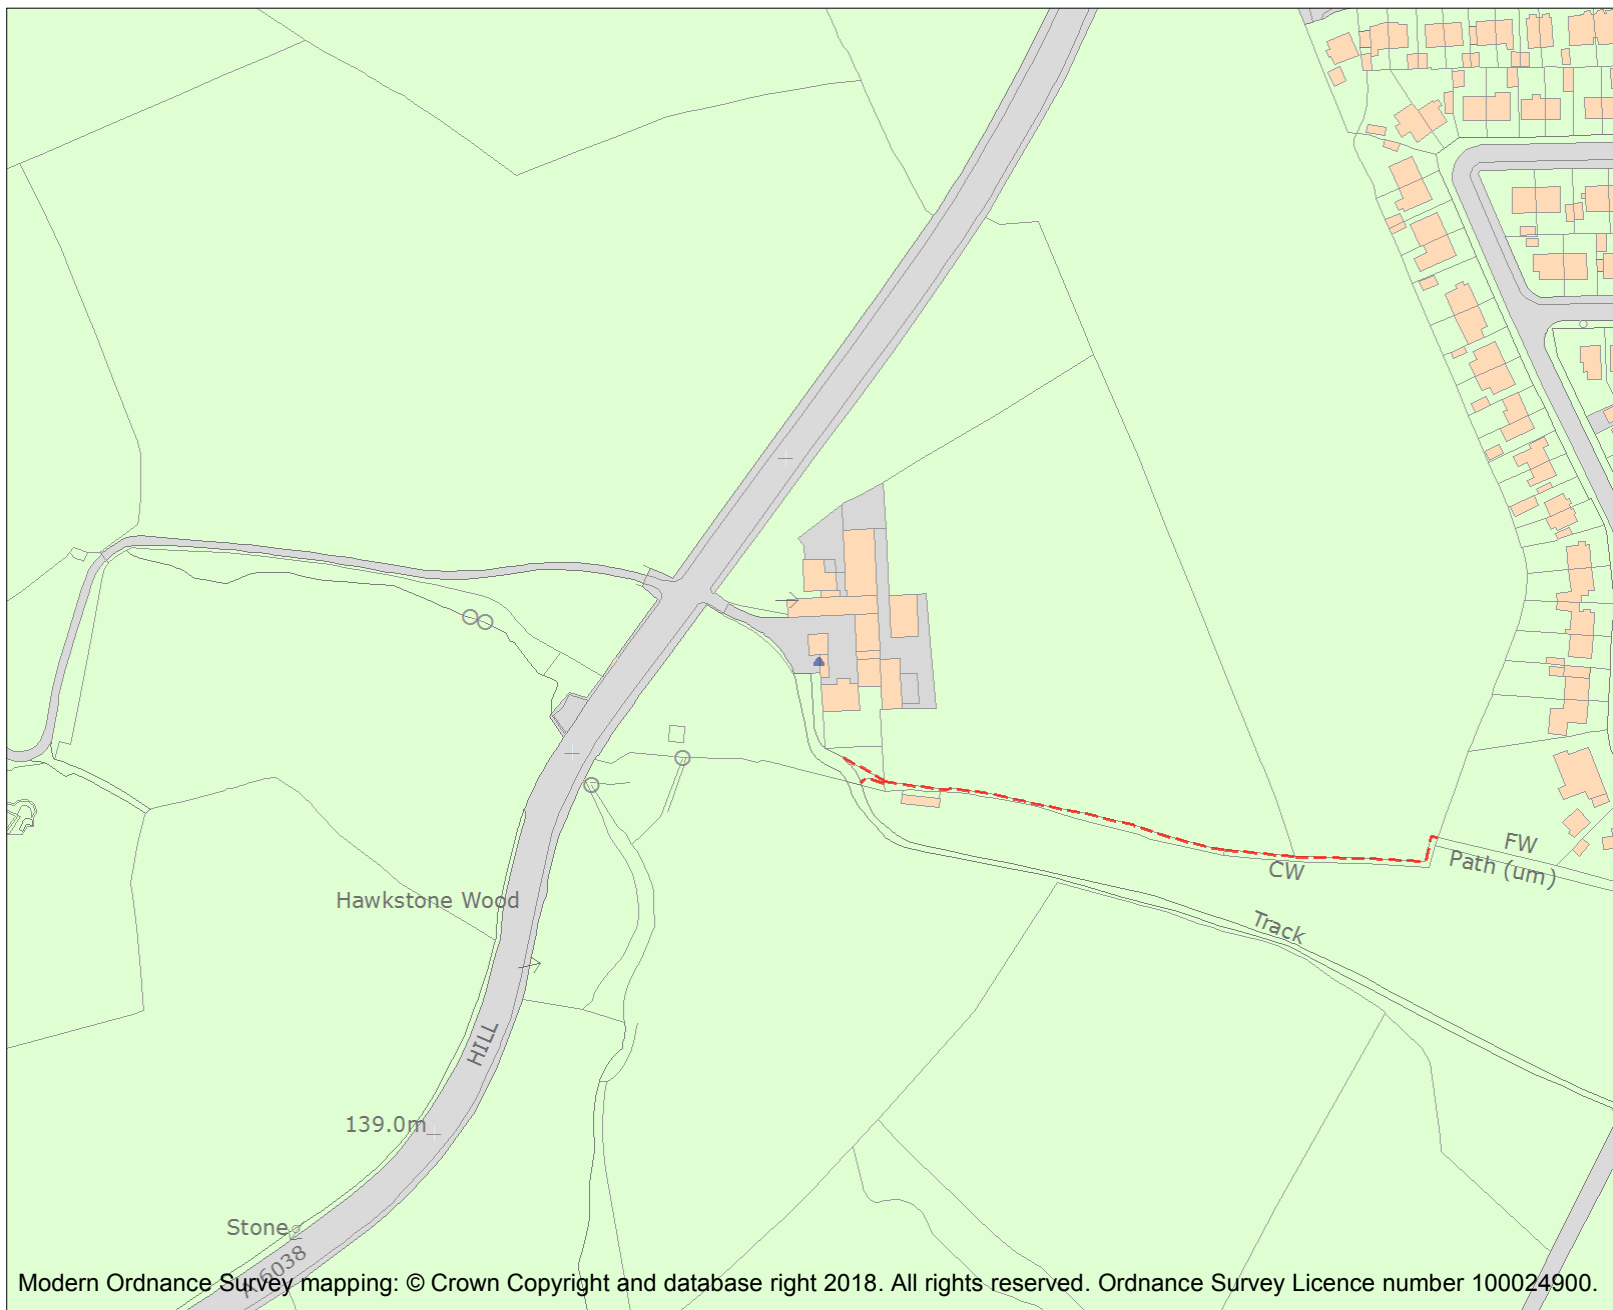 FW
Path (um)
CW
Hawkstone Wood
Track
HILL
139.0m
Stone
A 6038
Modern Ordnance Survey mapping: © Crown Copyright and database right 2018. All rights reserved. Ordnance Survey Licence number 100024900.